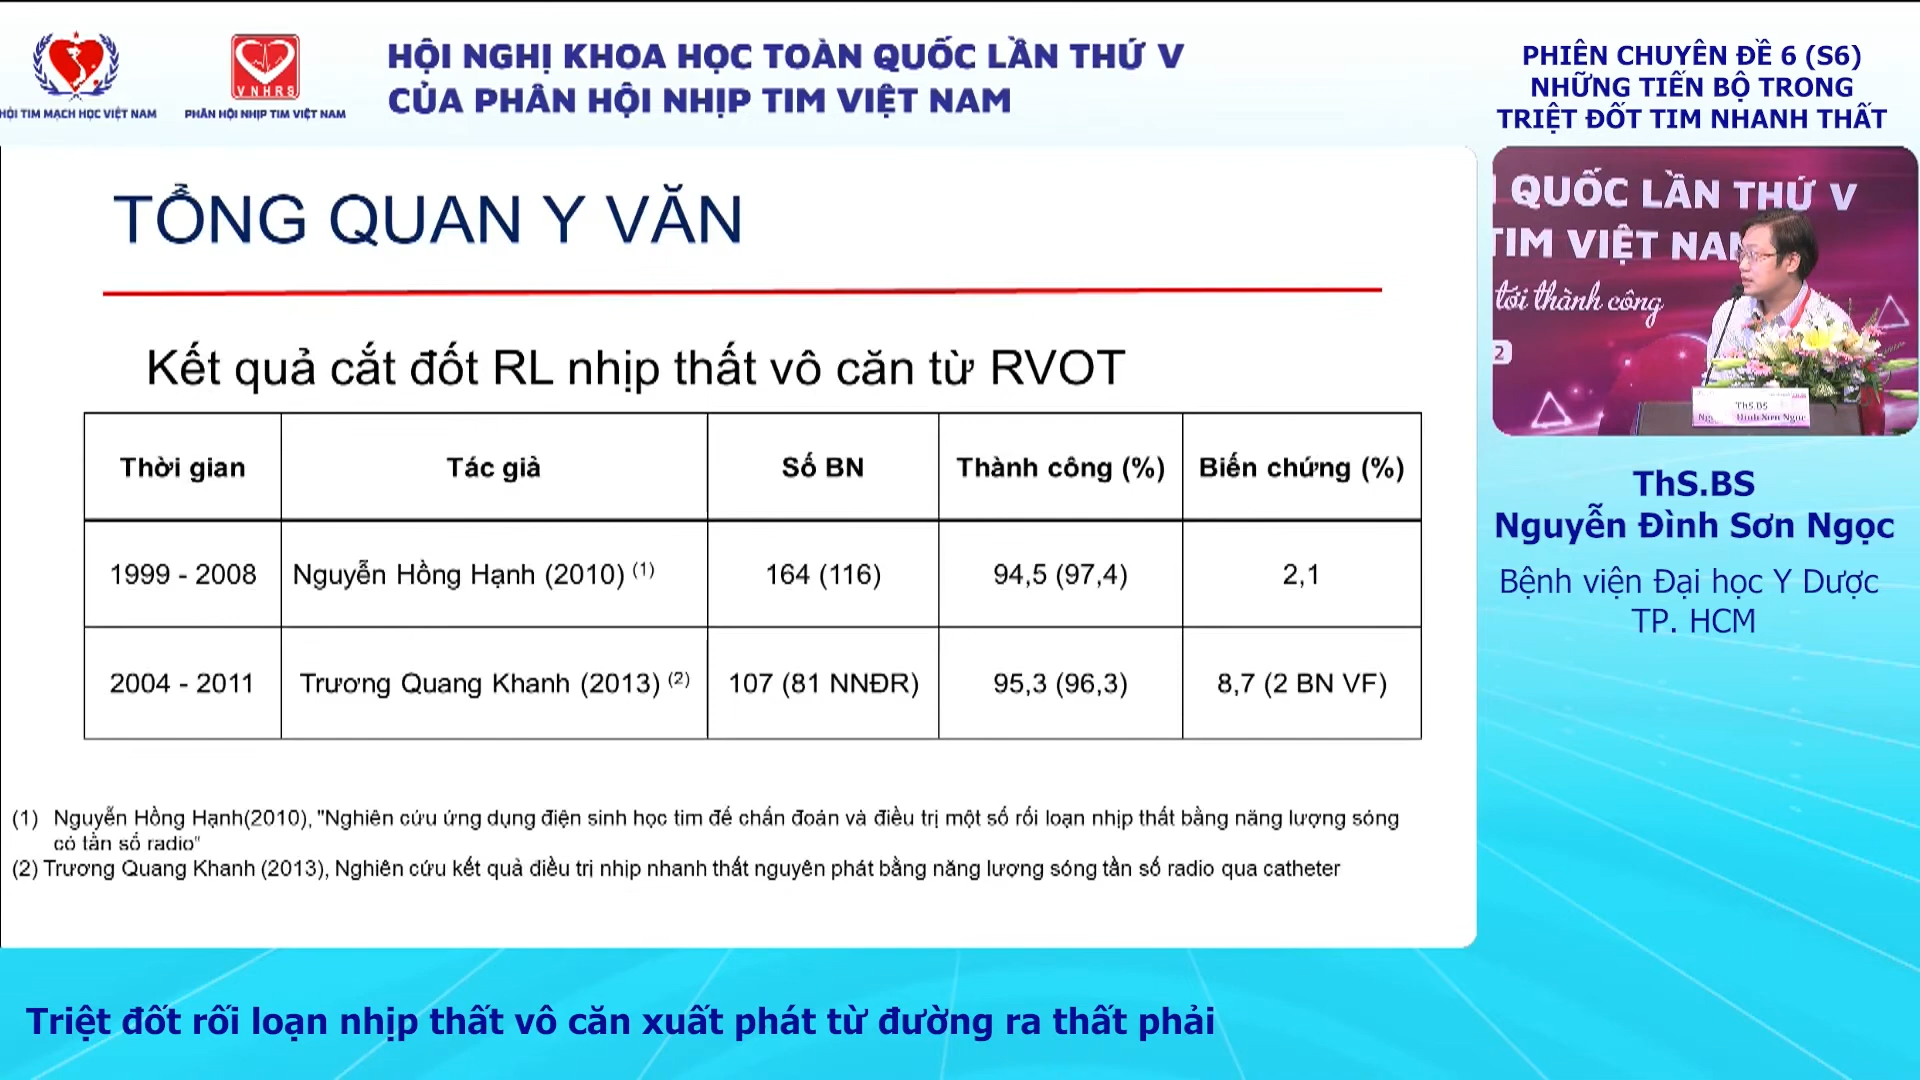 HỘI TIM MẠCH HỌC VIỆT NAM
VNHRS
PHÂN HỘI NHỊP TIM VIỆT NAM
HỘI NGHỊ KHOA HỌC TOÀN QUỐC LẦN THỨ V
CỦA PHÂN HỘI NHỊP TIM VIỆT NAM
PHIÊN CHUYÊN ĐỀ 6 (S6)
NHỮNG TIẾN BỘ TRONG
TRIỆT ĐỐT TIM NHANH THẤT
TỔNG QUAN Y VĂN
Kết quả cắt đốt RL nhịp thất vô căn từ RVOT
Thời gian Tác giả Số BN Thành công (%) Biến chứng (%)
1999 - 2008 Nguyễn Hồng Hạnh (2010) (1) 164 (116) 94,5 (97,4) 2,1
2004 - 2011 Trương Quang Khanh (2013) (2) 107 (81 NNĐR) 95,3 (96,3) 8,7 (2 BN VF)
(1) Nguyễn Hồng Hạnh(2010), "Nghiên cứu ứng dụng điện sinh học tim để chẩn đoán và điều trị một số rối loạn nhịp thất bằng năng lượng sóng
có tần số radio"
(2) Trương Quang Khanh (2013), Nghiên cứu kết quả điều trị nhịp nhanh thất nguyên phát bằng năng lượng sóng tần số radio qua catheter
QUỐC LẦN THỨ V
TIM VIỆT NAM
tới thành công
2
ThS.BS
ThS.BS
Nguyễn Đình Sơn Ngọc
Bệnh viện Đại học Y Dược
TP. HCM
Triệt đốt rối loạn nhịp thất vô căn xuất phát từ đường ra thất phải